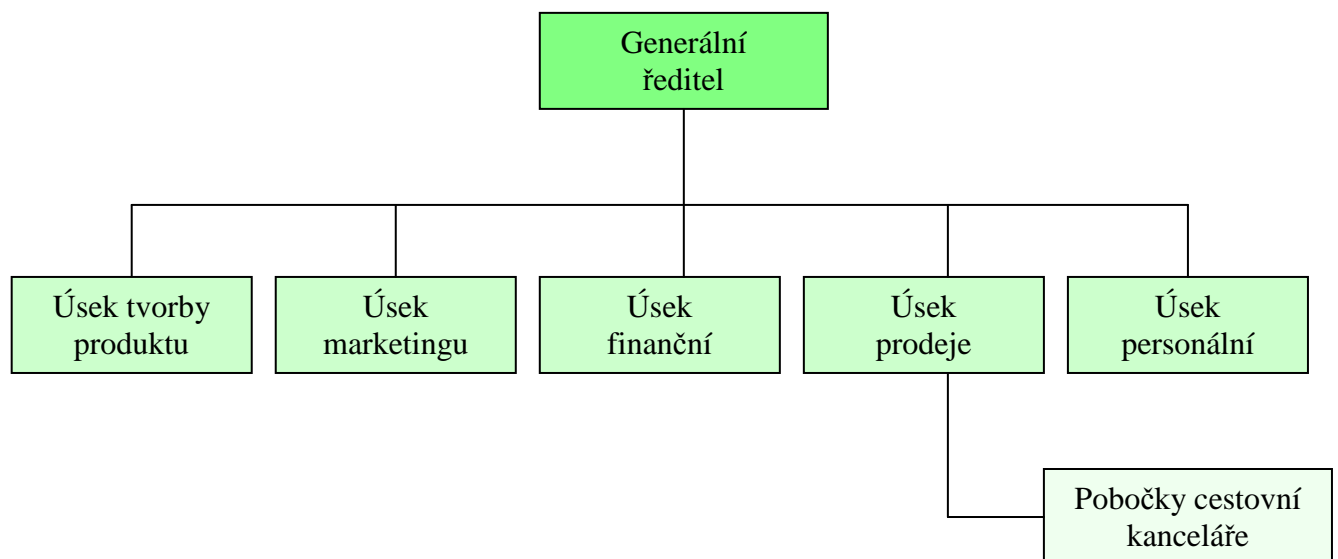 Generální
ředitel
Úsek tvorby
produktu
Úsek
marketingu
Úsek
finanční
Úsek
prodeje
Úsek
personální
Pobočky cestovní
kanceláře